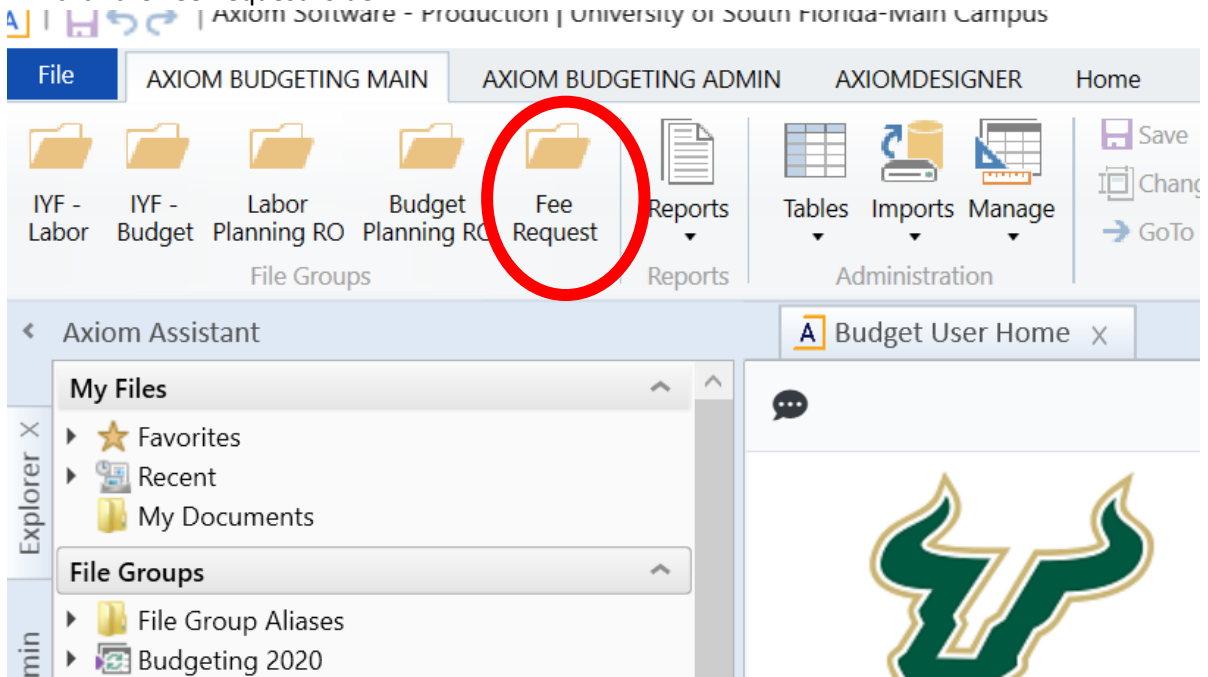 Axiom Software - Production | University of South Florida-Main Campus
File AXIOM BUDGETING MAIN AXIOM BUDGETING ADMIN AXIOMDESIGNER Home
IYF - Labor
IYF - Budget
Labor Planning RO
Budget Planning RO
Fee Request
Reports
Tables Imports Manage
Save
Chang
GoTo
File Groups Reports Administration
Axiom Assistant
A Budget User Home X
My Files
Favorites
Recent
My Documents
File Groups
File Group Aliases
Budgeting 2020
Explorer X
min